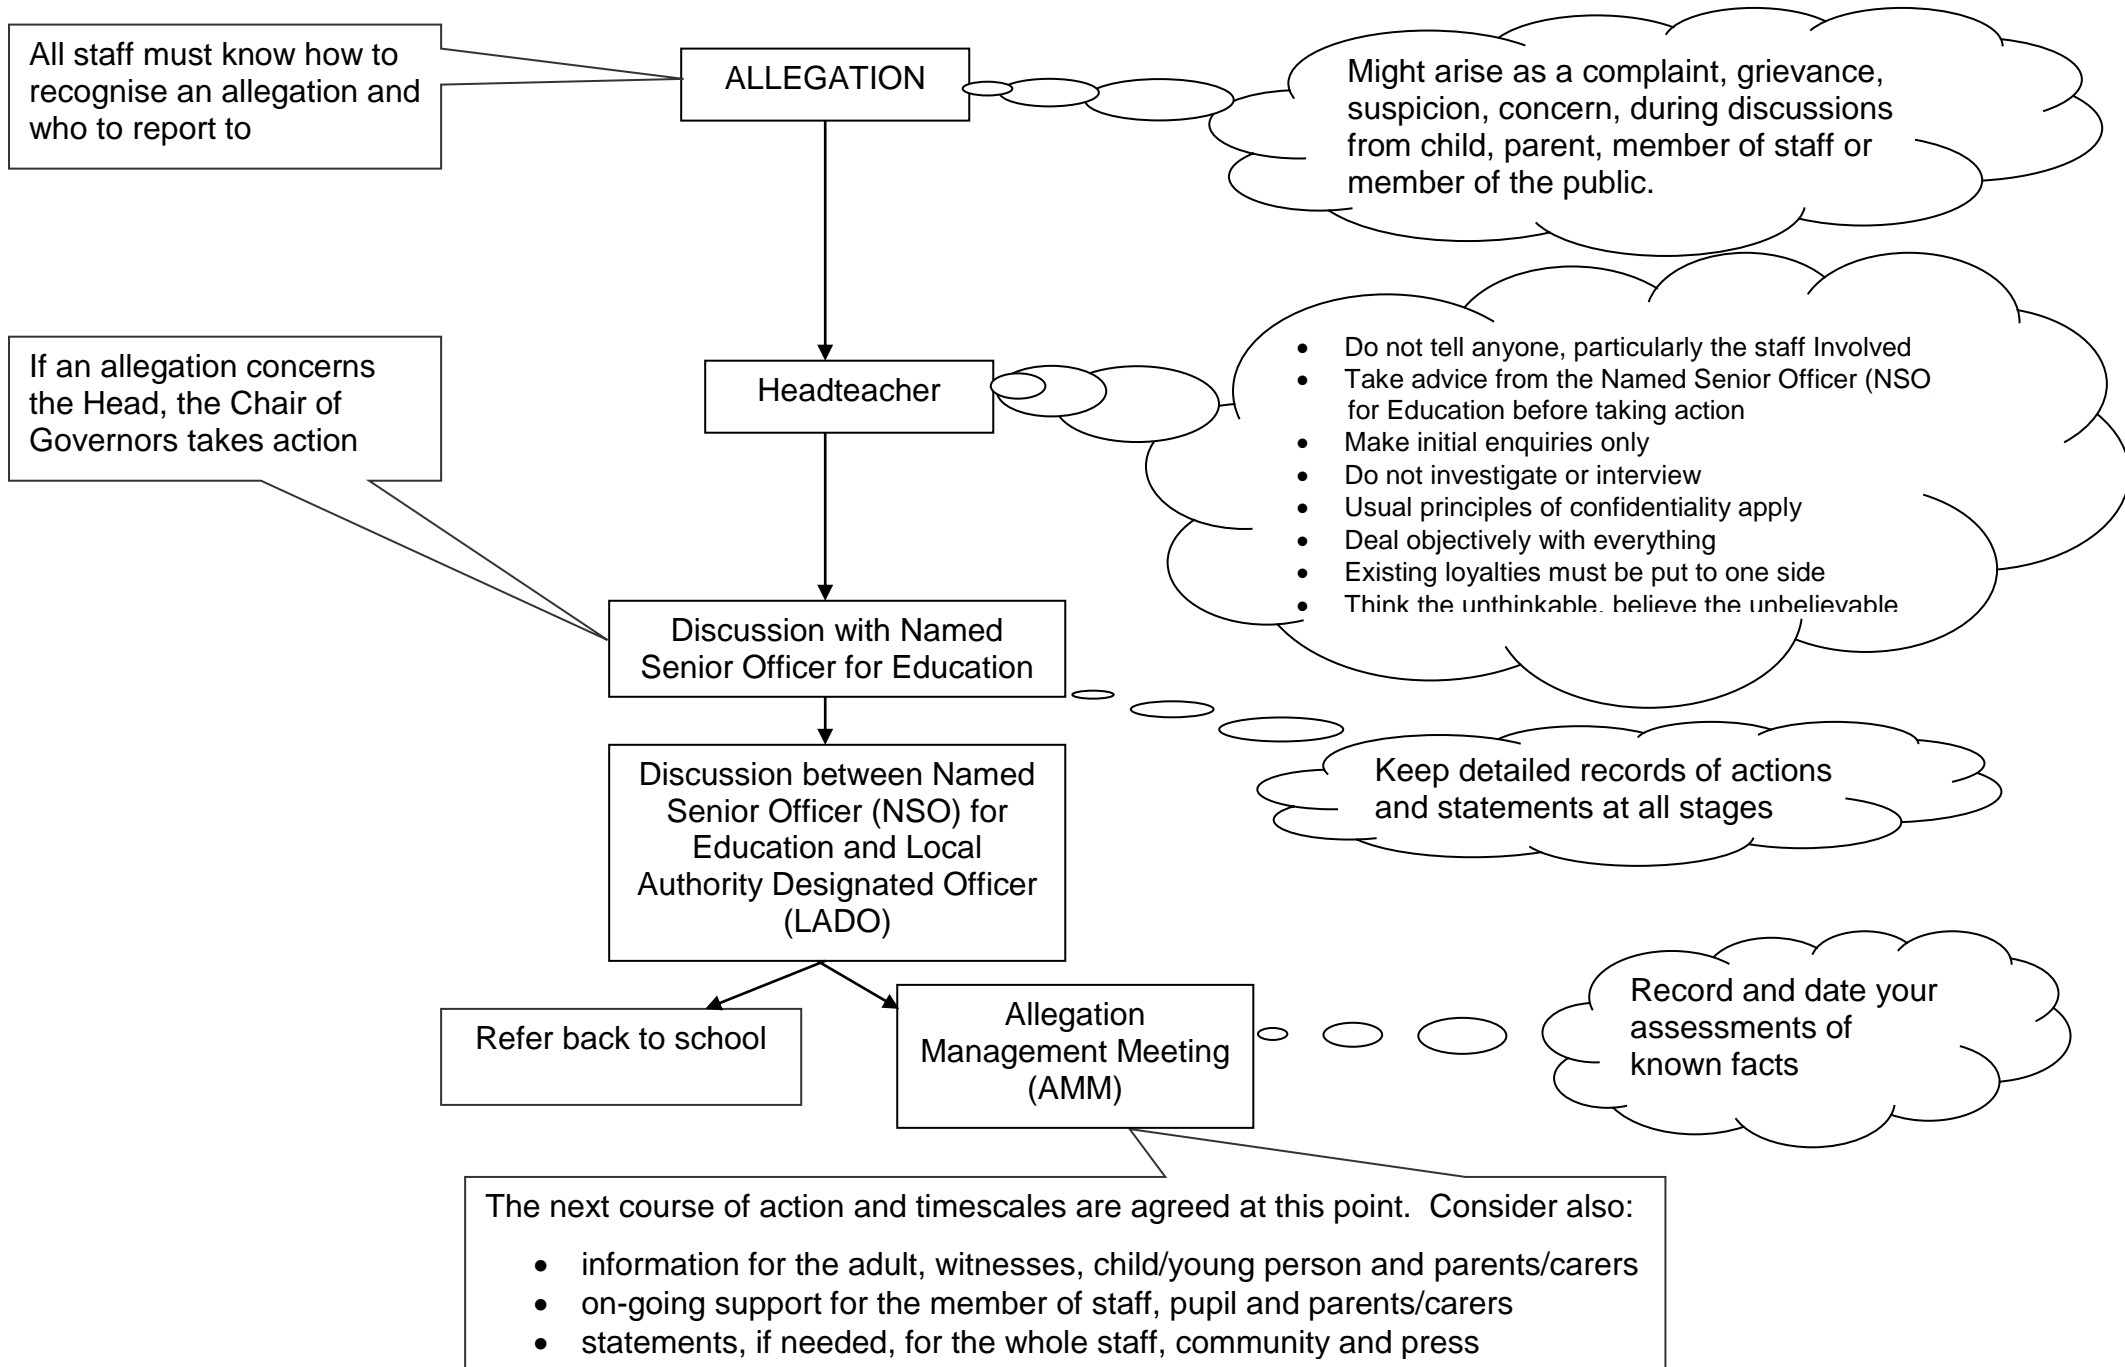 All staff must know how to
recognise an allegation and
who to report to
ALLEGATION
Might arise as a complaint, grievance,
suspicion, concern, during discussions
from child, parent, member of staff or
member of the public.
If an allegation concerns
the Head, the Chair of
Governors takes action
Headteacher
• Do not tell anyone, particularly the staff Involved
• Take advice from the Named Senior Officer (NSO
for Education before taking action
• Make initial enquiries only
• Do not investigate or interview
• Usual principles of confidentiality apply
• Deal objectively with everything
• Existing loyalties must be put to one side
• Think the unthinkable, believe the unbelievable
Discussion with Named
Senior Officer for Education
Keep detailed records of actions
and statements at all stages
Discussion between Named
Senior Officer (NSO) for
Education and Local
Authority Designated Officer
(LADO)
Refer back to school
Allegation
Management Meeting
(AMM)
Record and date your
assessments of
known facts
The next course of action and timescales are agreed at this point.  Consider also:
• information for the adult, witnesses, child/young person and parents/carers
• on-going support for the member of staff, pupil and parents/carers
• statements, if needed, for the whole staff, community and press